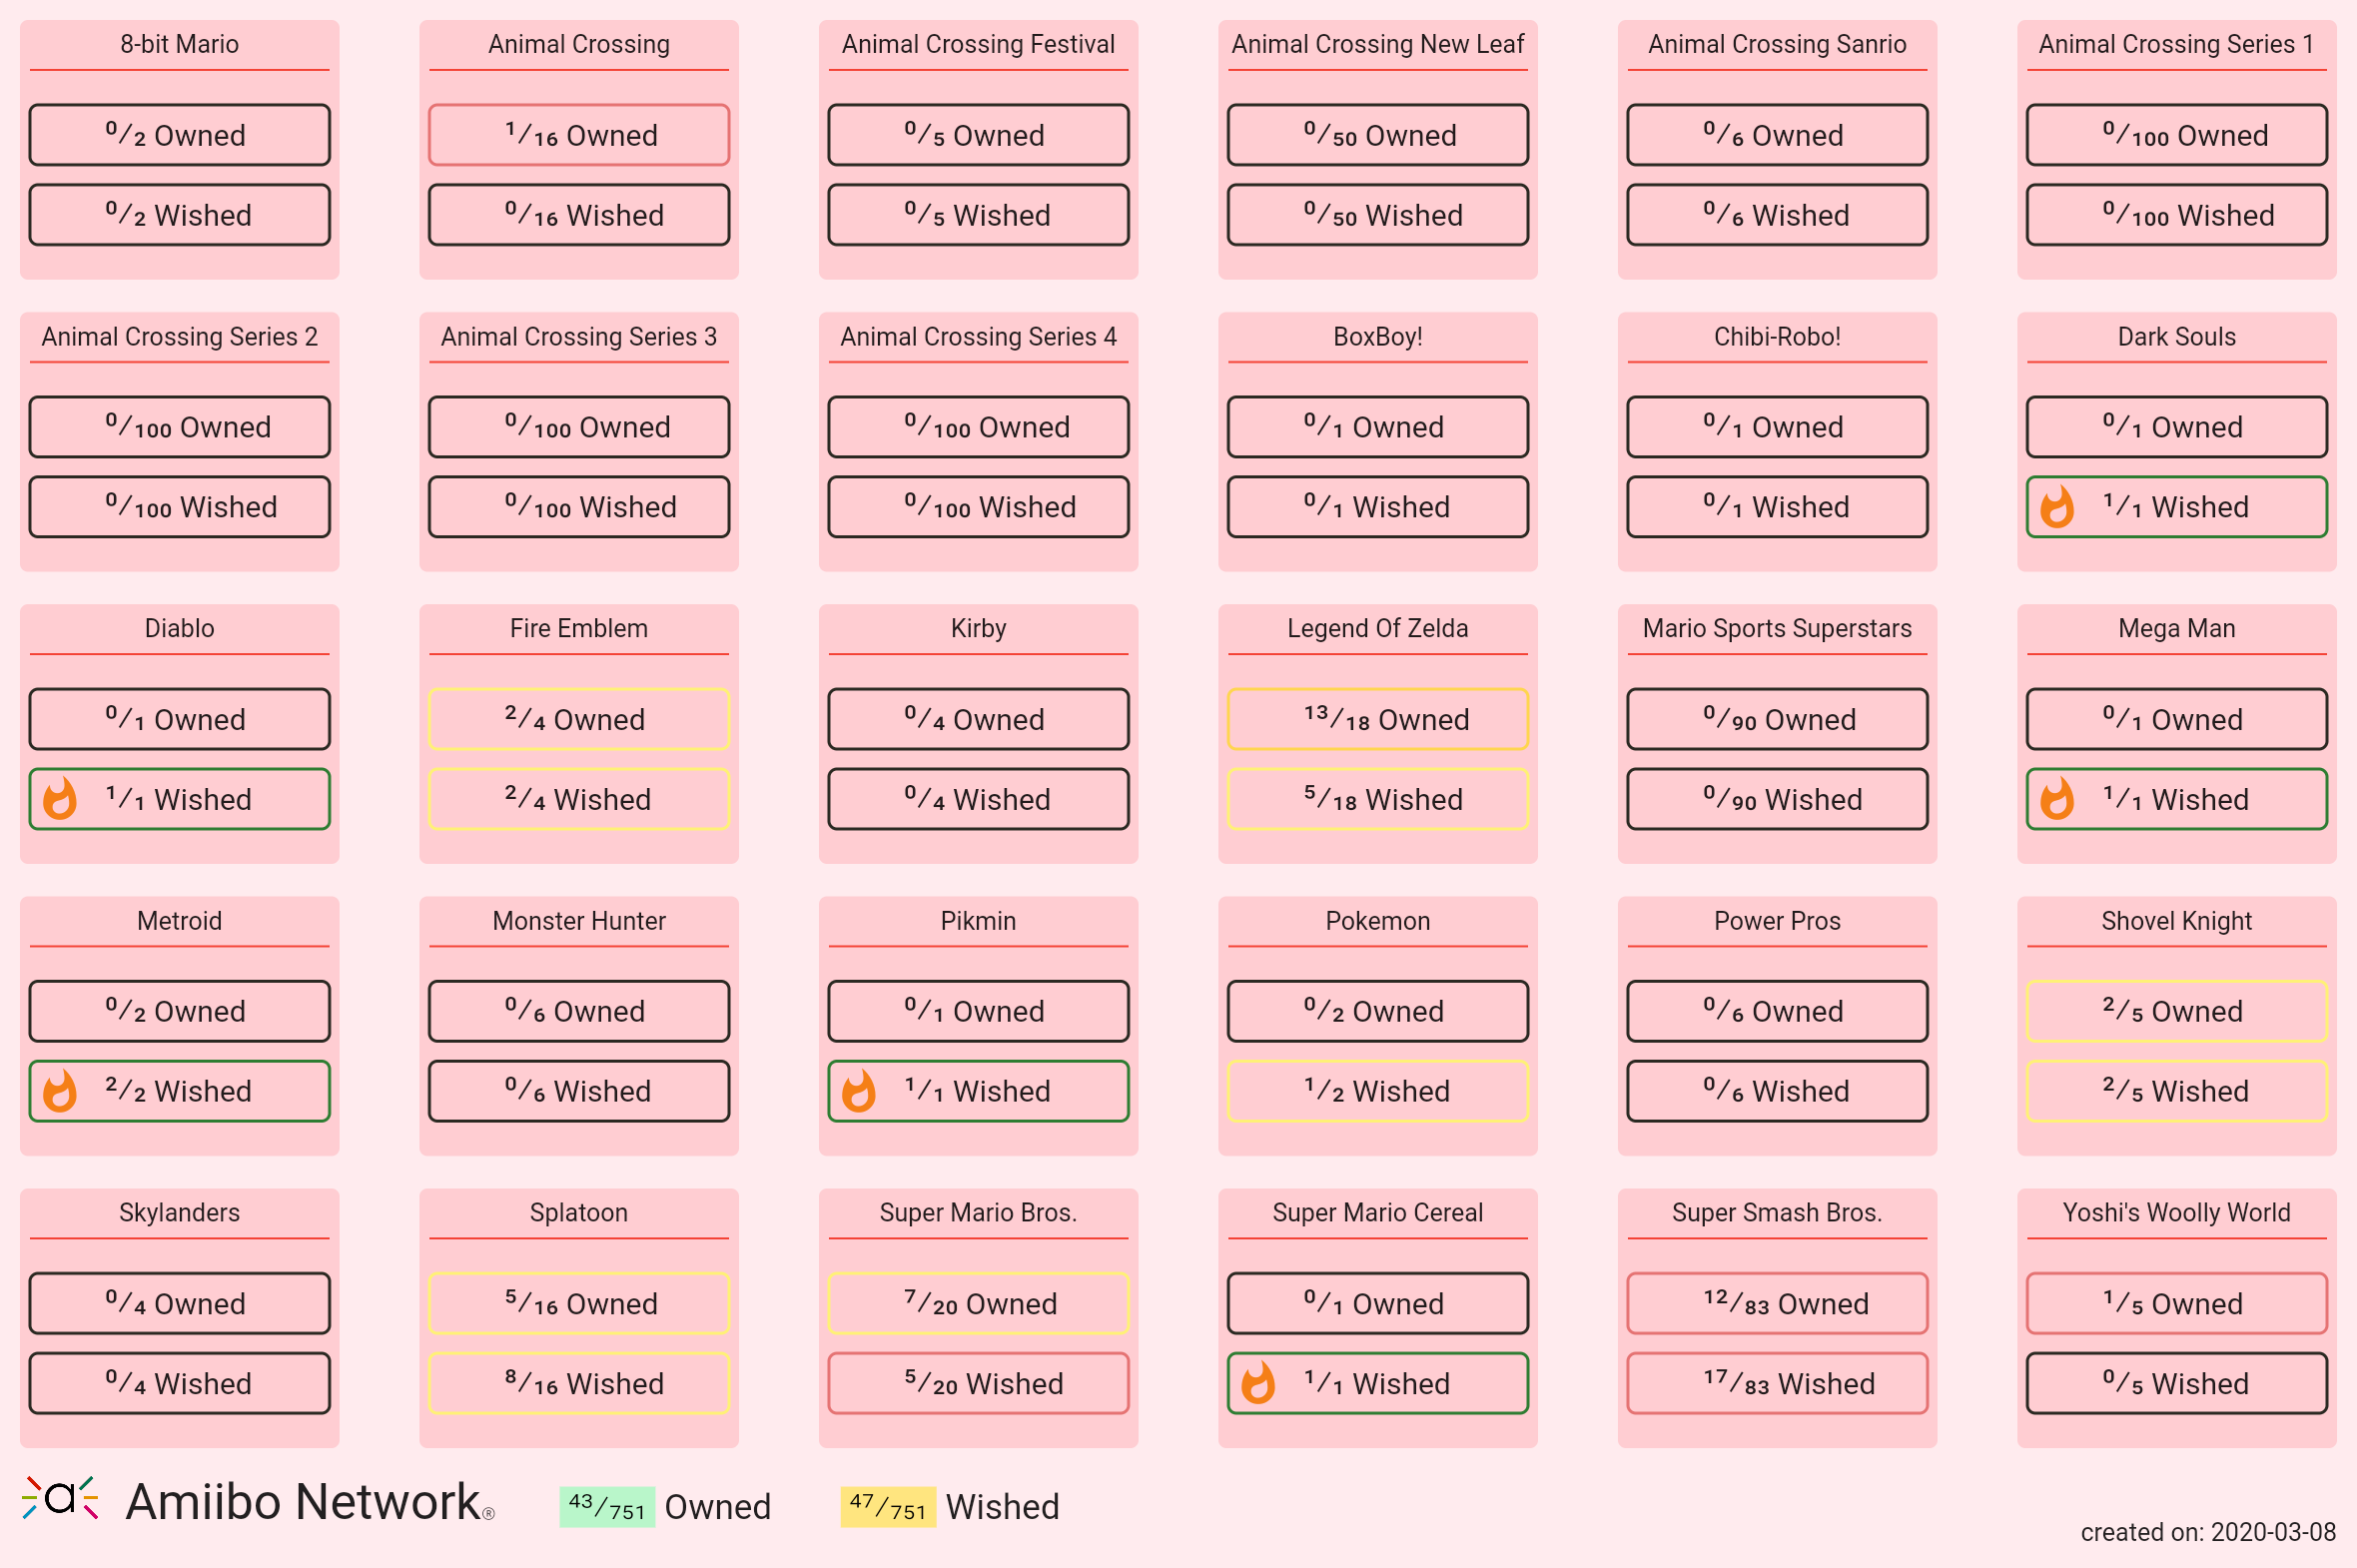 8-bit Mario
0/2 Owned
0/2 Wished
Animal Crossing
1/16 Owned
0/16 Wished
Animal Crossing Festival
0/5 Owned
0/5 Wished
Animal Crossing New Leaf
0/50 Owned
0/50 Wished
Animal Crossing Sanrio
0/6 Owned
0/6 Wished
Animal Crossing Series 1
0/100 Owned
0/100 Wished
Animal Crossing Series 2
0/100 Owned
0/100 Wished
Animal Crossing Series 3
0/100 Owned
0/100 Wished
Animal Crossing Series 4
0/100 Owned
0/100 Wished
BoxBoy!
0/1 Owned
0/1 Wished
Chibi-Robo!
0/1 Owned
0/1 Wished
Dark Souls
0/1 Owned
1/1 Wished
Diablo
0/1 Owned
1/1 Wished
Fire Emblem
2/4 Owned
2/4 Wished
Kirby
0/4 Owned
0/4 Wished
Legend Of Zelda
13/18 Owned
5/18 Wished
Mario Sports Superstars
0/90 Owned
0/90 Wished
Mega Man
0/1 Owned
1/1 Wished
Metroid
0/2 Owned
2/2 Wished
Monster Hunter
0/6 Owned
0/6 Wished
Pikmin
0/1 Owned
1/1 Wished
Pokemon
0/2 Owned
1/2 Wished
Power Pros
0/6 Owned
0/6 Wished
Shovel Knight
2/5 Owned
2/5 Wished
Skylanders
0/4 Owned
0/4 Wished
Splatoon
5/16 Owned
8/16 Wished
Super Mario Bros.
7/20 Owned
5/20 Wished
Super Mario Cereal
0/1 Owned
1/1 Wished
Super Smash Bros.
12/83 Owned
17/83 Wished
Yoshi's Woolly World
1/5 Owned
0/5 Wished
a Amiibo Network® 43/751 Owned 47/751 Wished
created on: 2020-03-08